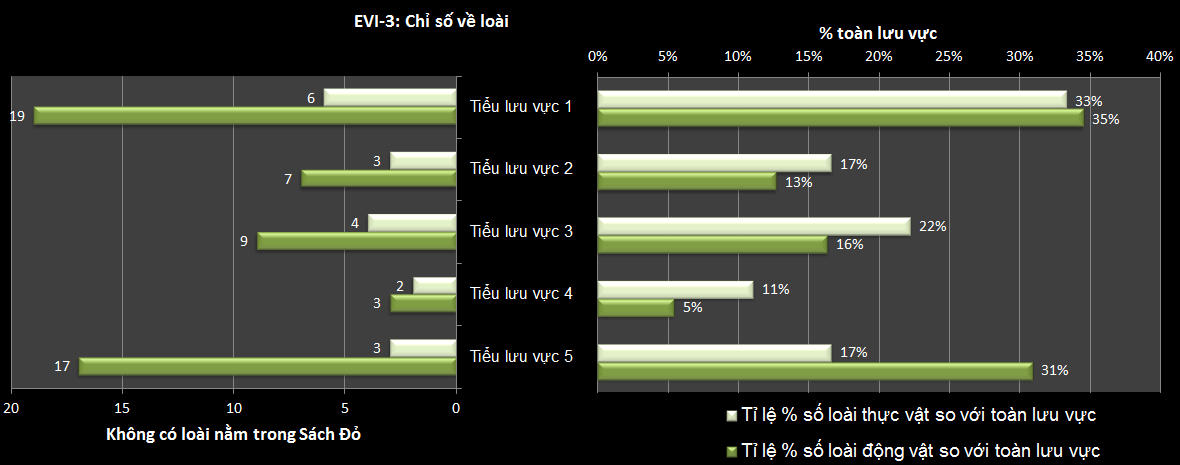 EVI-3: Chỉ số về loài
% toàn lưu vực
0% 5% 10% 15% 20% 25% 30% 35% 40%
6 Tiểu lưu vực 1 33%
19 35%
3 Tiểu lưu vực 2 17%
7 13%
4 Tiểu lưu vực 3 22%
9 16%
2 Tiểu lưu vực 4 11%
3 5%
3 Tiểu lưu vực 5 17%
17 31%
20 15 10 5 0
Không có loài nằm trong Sách Đỏ
Tỉ lệ % số loài thực vật so với toàn lưu vực
Tỉ lệ % số loài động vật so với toàn lưu vực